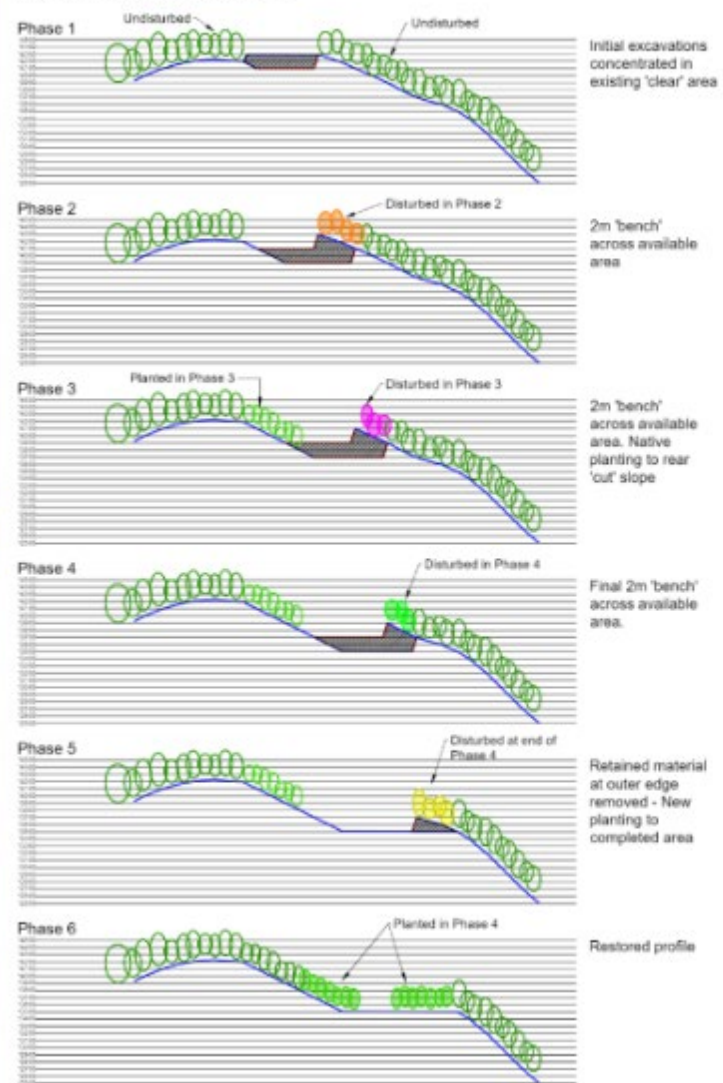 Phase 1
Undisturbed
Undisturbed
Initial excavations
concentrated in
existing 'clear' area
Phase 2
Disturbed in Phase 2
2m 'bench'
across available
area
Phase 3
Planted in Phase 3
Disturbed in Phase 3
2m 'bench'
across available
area. Native
planting to rear
'cut' slope
Phase 4
Disturbed in Phase 4
Final 2m 'bench'
across available
area.
Phase 5
Disturbed at end of
Phase 4
Retained material
at outer edge
removed - New
planting to
completed area
Phase 6
Planted in Phase 4
Restored profile